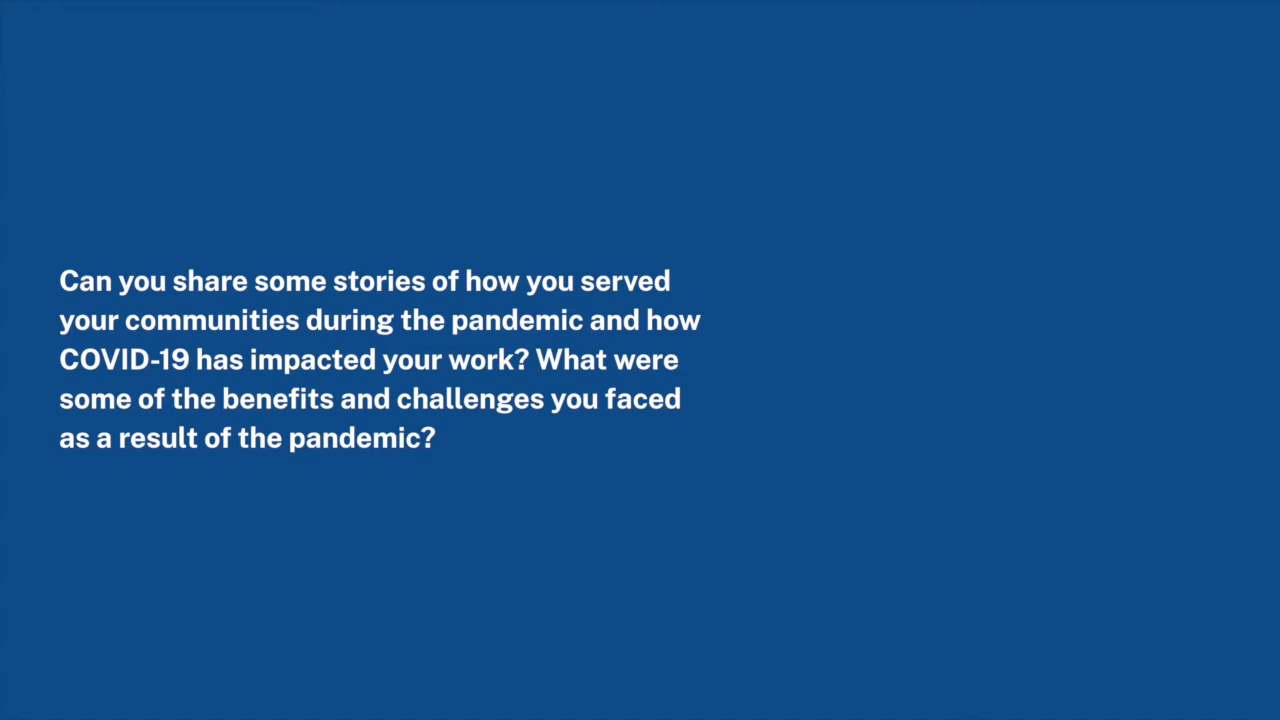 Can you share some stories of how you served
your communities during the pandemic and how
COVID-19 has impacted your work? What were
some of the benefits and challenges you faced
as a result of the pandemic?